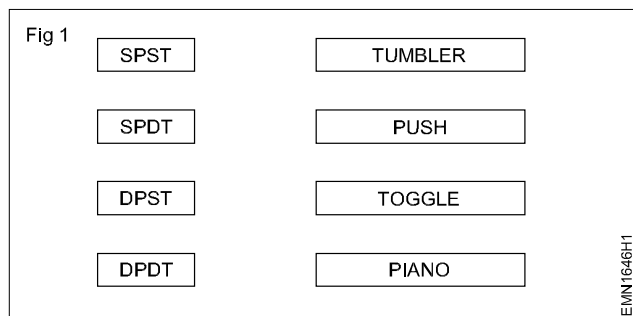 Fig 1
SPST TUMBLER
SPDT PUSH
DPST TOGGLE
DPDT PIANO
EMN1646H1